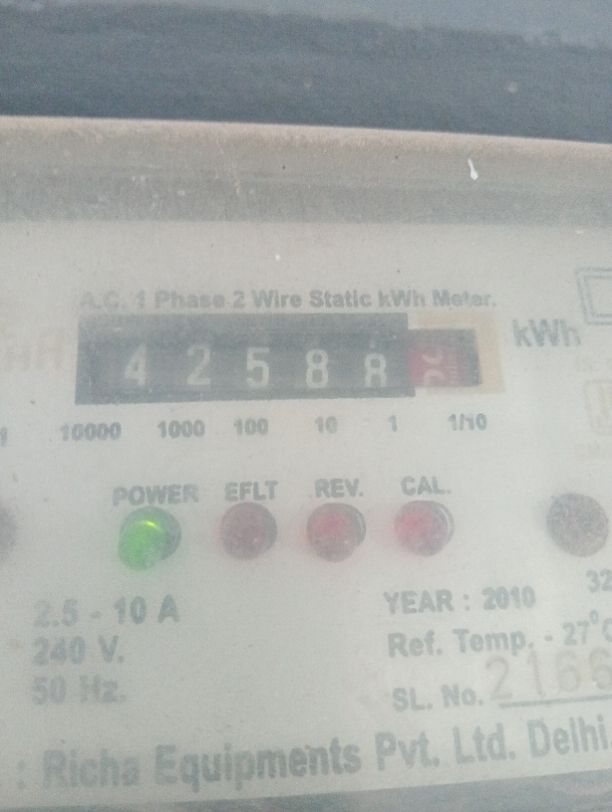 A.C. 1 Phase 2 Wire Static kWh Meter.
4 2 5 8 8 kWh
10000 1000 100 10 1 1/10
POWER EFLT REV. CAL.
2.5 - 10 A
240 V.
50 Hz.
YEAR : 2010 32
Ref. Temp. - 27°C
SL. No. 2166
: Richa Equipments Pvt. Ltd. Delhi